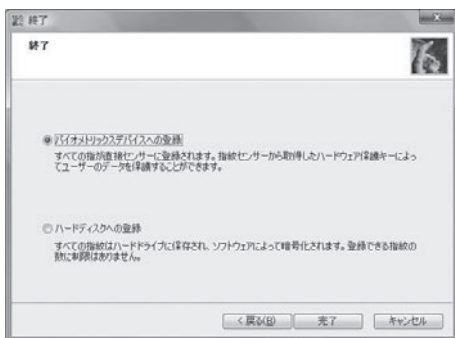 終了
終了
バイオメトリックスデバイスへの登録
すべての指が直接センサーに登録されます。指紋センサーから取得したハードウェア保護キーによっ
てユーザーのデータを保護することができます。
ハードディスクへの登録
すべての指紋はハードドライブに保存され、ソフトウェアによって暗号化されます。登録できる指紋の
数に制限はありません。
< 戻る(B)
完了
キャンセル